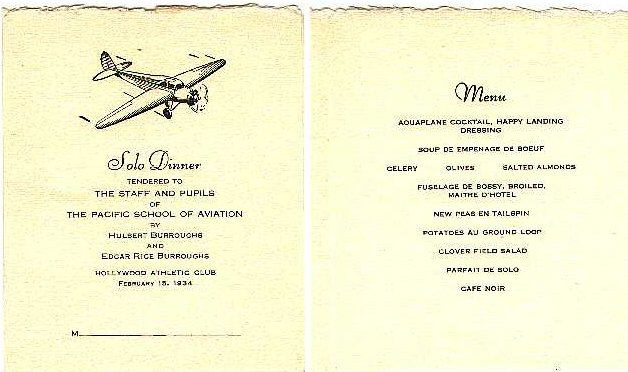 Solo Dinner
TENDERED TO
THE STAFF AND PUPILS
OF
THE PACIFIC SCHOOL OF AVIATION
BY
HULBERT BURROUGHS
AND
EDGAR RICE BURROUGHS
HOLLYWOOD ATHLETIC CLUB
FEBRUARY 15, 1934
M
Menu
AQUAPLANE COCKTAIL, HAPPY LANDING
DRESSING
SOUP DE EMPENAGE DE BOEUF
CELERY OLIVES SALTED ALMONDS
FUSELAGE DE BOSSY, BROILED,
MAITRE D'HOTEL
NEW PEAS EN TAILSPIN
POTATOES AU GROUND LOOP
CLOVER FIELD SALAD
PARFAIT DE SOLO
CAFE NOIR